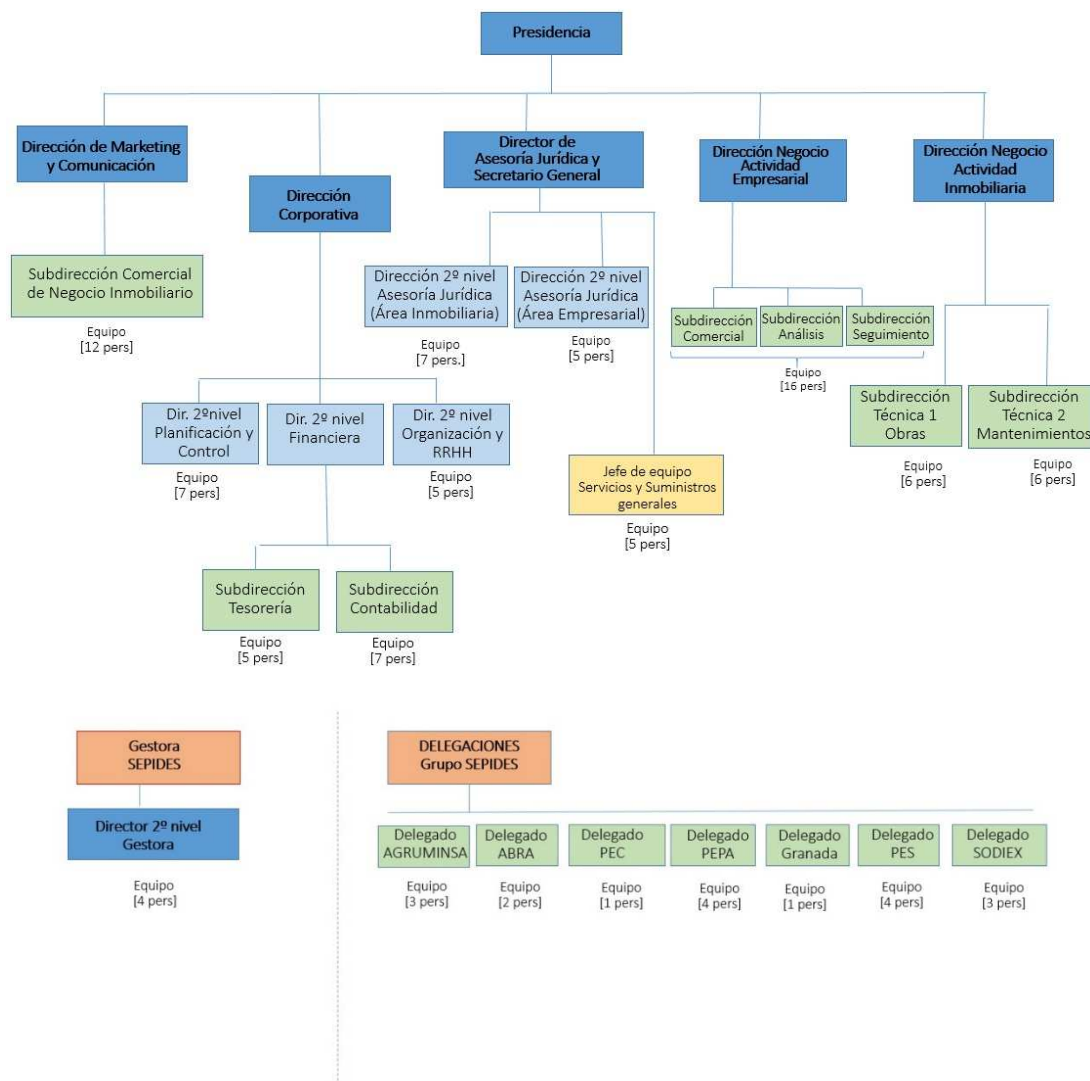 Presidencia
Dirección de Marketing
y Comunicación
Dirección
Corporativa
Director de
Asesoría Jurídica y
Secretario General
Dirección Negocio
Actividad
Empresarial
Dirección Negocio
Actividad
Inmobiliaria
Subdirección Comercial
de Negocio Inmobiliario
Equipo
[12 pers]
Dirección 2º nivel
Asesoría Jurídica
(Área Inmobiliaria)
Equipo
[7 pers.]
Dirección 2º nivel
Asesoría Jurídica
(Área Empresarial)
Equipo
[5 pers]
Subdirección
Comercial
Subdirección
Análisis
Subdirección
Seguimiento
Equipo
[16 pers]
Subdirección
Técnica 1
Obras
Equipo
[6 pers]
Subdirección
Técnica 2
Mantenimientos
Equipo
[6 pers]
Dir. 2ºnivel
Planificación y
Control
Equipo
[7 pers]
Dir. 2º nivel
Financiera
Dir. 2º nivel
Organización y
RRHH
Equipo
[5 pers]
Jefe de equipo
Servicios y Suministros
generales
Equipo
[5 pers]
Subdirección
Tesorería
Equipo
[5 pers]
Subdirección
Contabilidad
Equipo
[7 pers]
Gestora
SEPIDES
Director 2º nivel
Gestora
Equipo
[4 pers]
DELEGACIONES
Grupo SEPIDES
Delegado
AGRUMINSA
Equipo
[3 pers]
Delegado
ABRA
Equipo
[2 pers]
Delegado
PEC
Equipo
[1 pers]
Delegado
PEPA
Equipo
[4 pers]
Delegado
Granada
Equipo
[1 pers]
Delegado
PES
Equipo
[4 pers]
Delegado
SODIEX
Equipo
[3 pers]